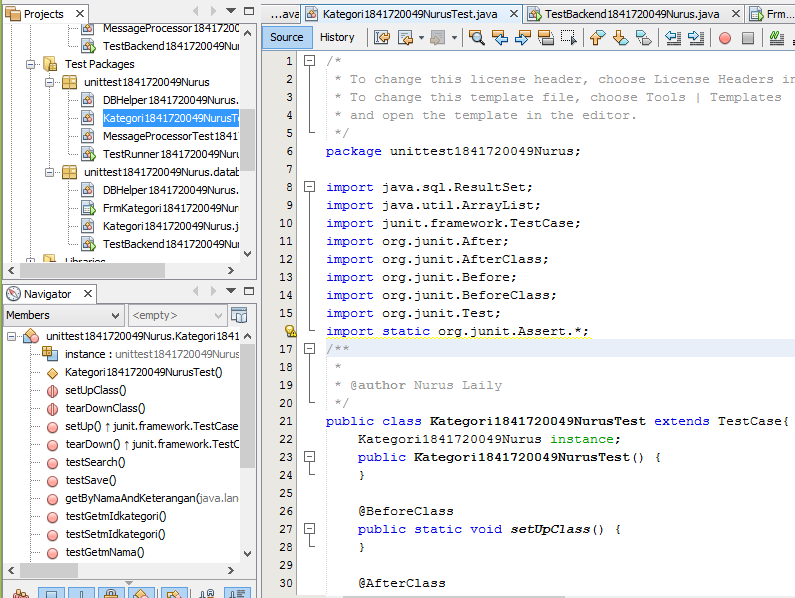 Projects
MessageProcessor1841720
TestBackend1841720049Nur
Test Packages
unittest1841720049Nurus
DBHelper1841720049Nurus.
Kategori1841720049NurusTe
MessageProcessorTest1841
TestRunner1841720049Nuru
unittest1841720049Nurus.datab
DBHelper1841720049Nurus.
FrmKategori1841720049Nur
Kategori1841720049Nurus.j
TestBackend1841720049Nur
Libraries
Navigator
Members
<empty>
unittest1841720049Nurus.Kategori1841
instance : unittest1841720049Nurus
Kategori1841720049NurusTest()
setUpClass()
tearDownClass()
setUp() ↑ junit.framework.TestCase
tearDown() ↑ junit.framework.TestC
testSearch()
testSave()
getByNamaAndKeterangan(java.lan
testGetmIdkategori()
testSetmIdkategori()
testGetmNama()
...ava
Kategori1841720049NurusTest.java
TestBackend1841720049Nurus.java
Frm...
Source
History
1 /*
2 * To change this license header, choose License Headers in
3 * To change this template file, choose Tools | Templates
4 * and open the template in the editor.
5 */
6 package unittest1841720049Nurus;
7
8 import java.sql.ResultSet;
9 import java.util.ArrayList;
10 import junit.framework.TestCase;
11 import org.junit.After;
12 import org.junit.AfterClass;
13 import org.junit.Before;
14 import org.junit.BeforeClass;
15 import org.junit.Test;
import static org.junit.Assert.*;
17 /**
18 *
19 * @author Nurus Laily
20 */
21 public class Kategori1841720049NurusTest extends TestCase{
22 Kategori1841720049Nurus instance;
23 public Kategori1841720049NurusTest() {
24 }
25
26 @BeforeClass
27 public static void setUpClass() {
28 }
29
30 @AfterClass